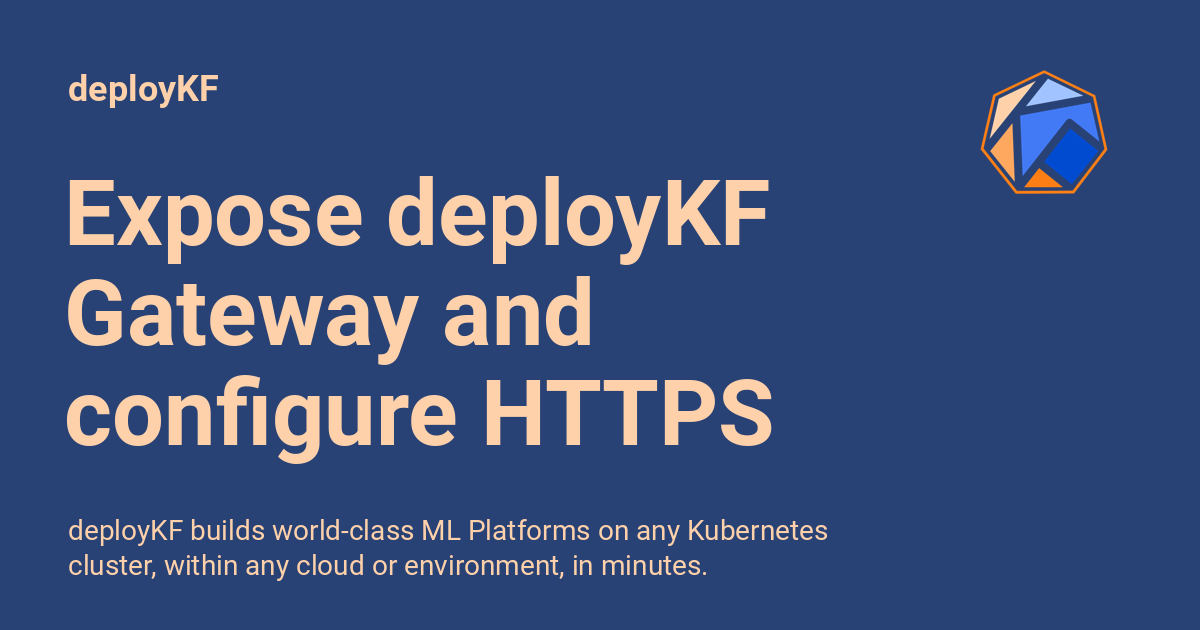 deployKF
Expose deployKF
Gateway and
configure HTTPS
deployKF builds world-class ML Platforms on any Kubernetes
cluster, within any cloud or environment, in minutes.